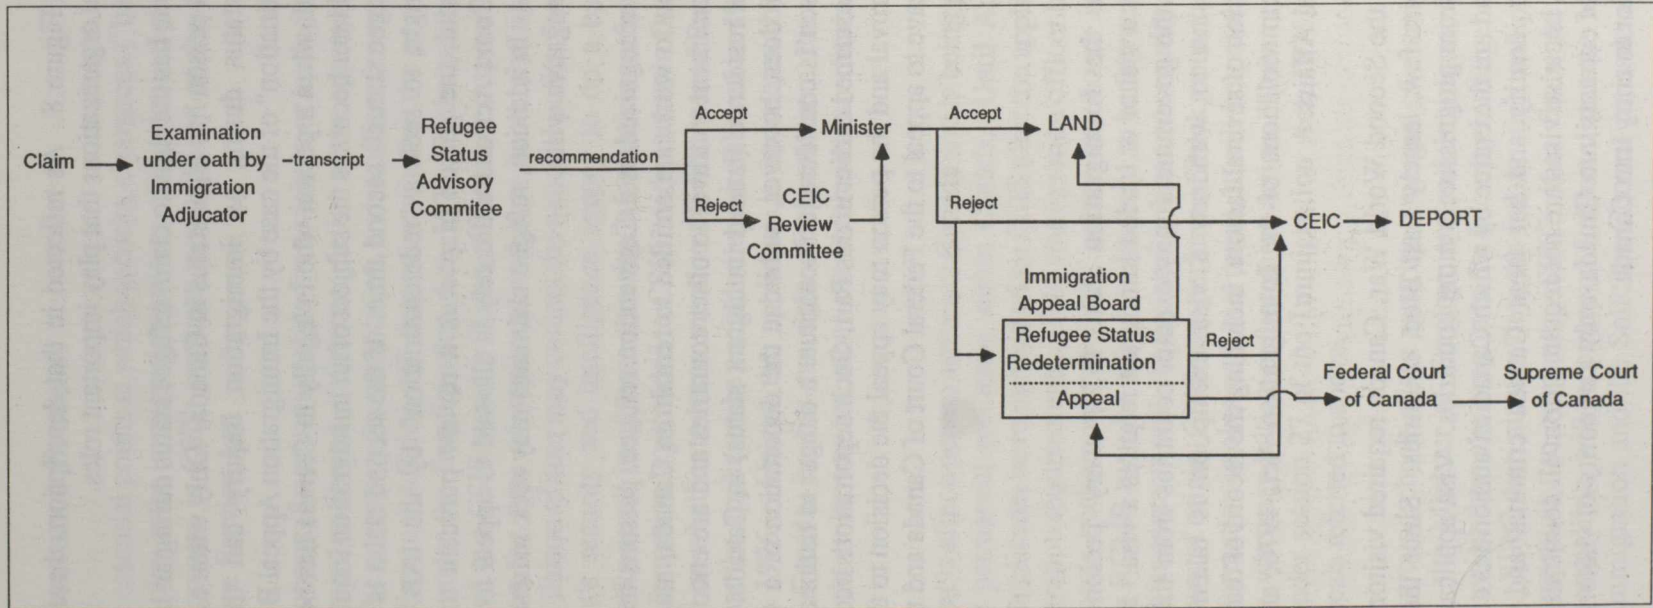 Claim
Examination
under oath by
Immigration
Adjucator
transcript
Refugee
Status
Advisory
Commitee
recommendation
Accept
Reject
Minister
CEIC
Review
Committee
Accept
LAND
Reject
CEIC
DEPORT
Immigration
Appeal Board
Refugee Status
Redetermination
Appeal
Reject
Federal Court
of Canada
Supreme Court
of Canada